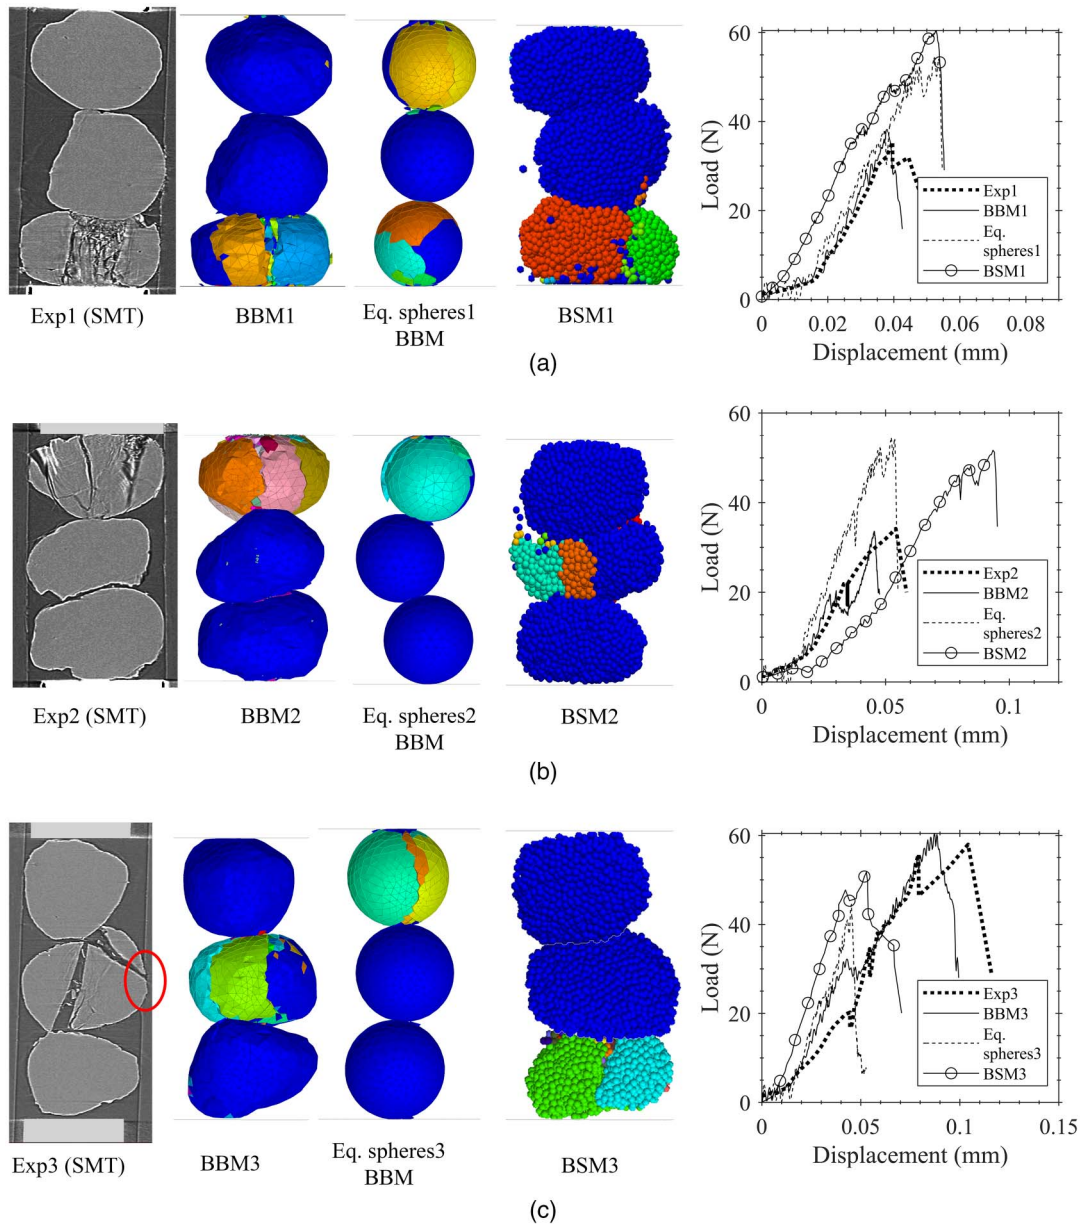 Exp1 (SMT)
BBM1
Eq. spheres1
BBM
BSM1
Load (N)
60
40
20
0
0 0.02 0.04 0.06 0.08
Displacement (mm)
Exp1
BBM1
Eq.
spheres1
BSM1
(a)
Exp2 (SMT)
BBM2
Eq. spheres2
BBM
BSM2
Load (N)
60
40
20
0
0 0.05 0.1
Displacement (mm)
Exp2
BBM2
Eq.
spheres2
BSM2
(b)
Exp3 (SMT)
BBM3
Eq. spheres3
BBM
BSM3
Load (N)
60
40
20
0
0 0.05 0.1 0.15
Displacement (mm)
Exp3
BBM3
Eq.
spheres3
BSM3
(c)